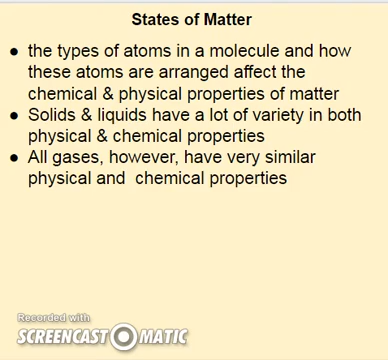 States of Matter
● the types of atoms in a molecule and how
these atoms are arranged affect the
chemical & physical properties of matter
● Solids & liquids have a lot of variety in both
physical & chemical properties
● All gases, however, have very similar
physical and chemical properties
Recorded with
SCREENCAST-O-MATIC